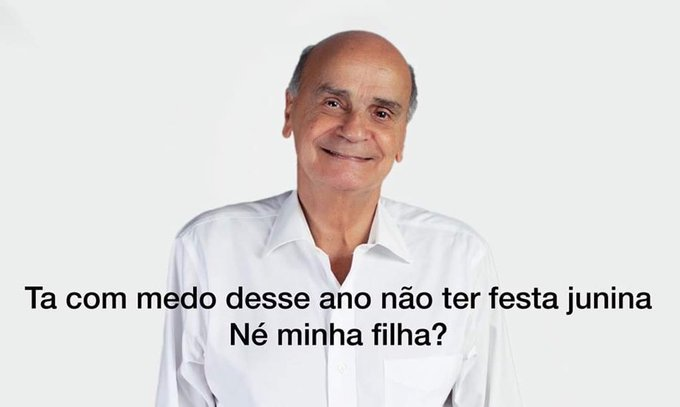 Ta com medo desse ano não ter festa junina
Né minha filha?